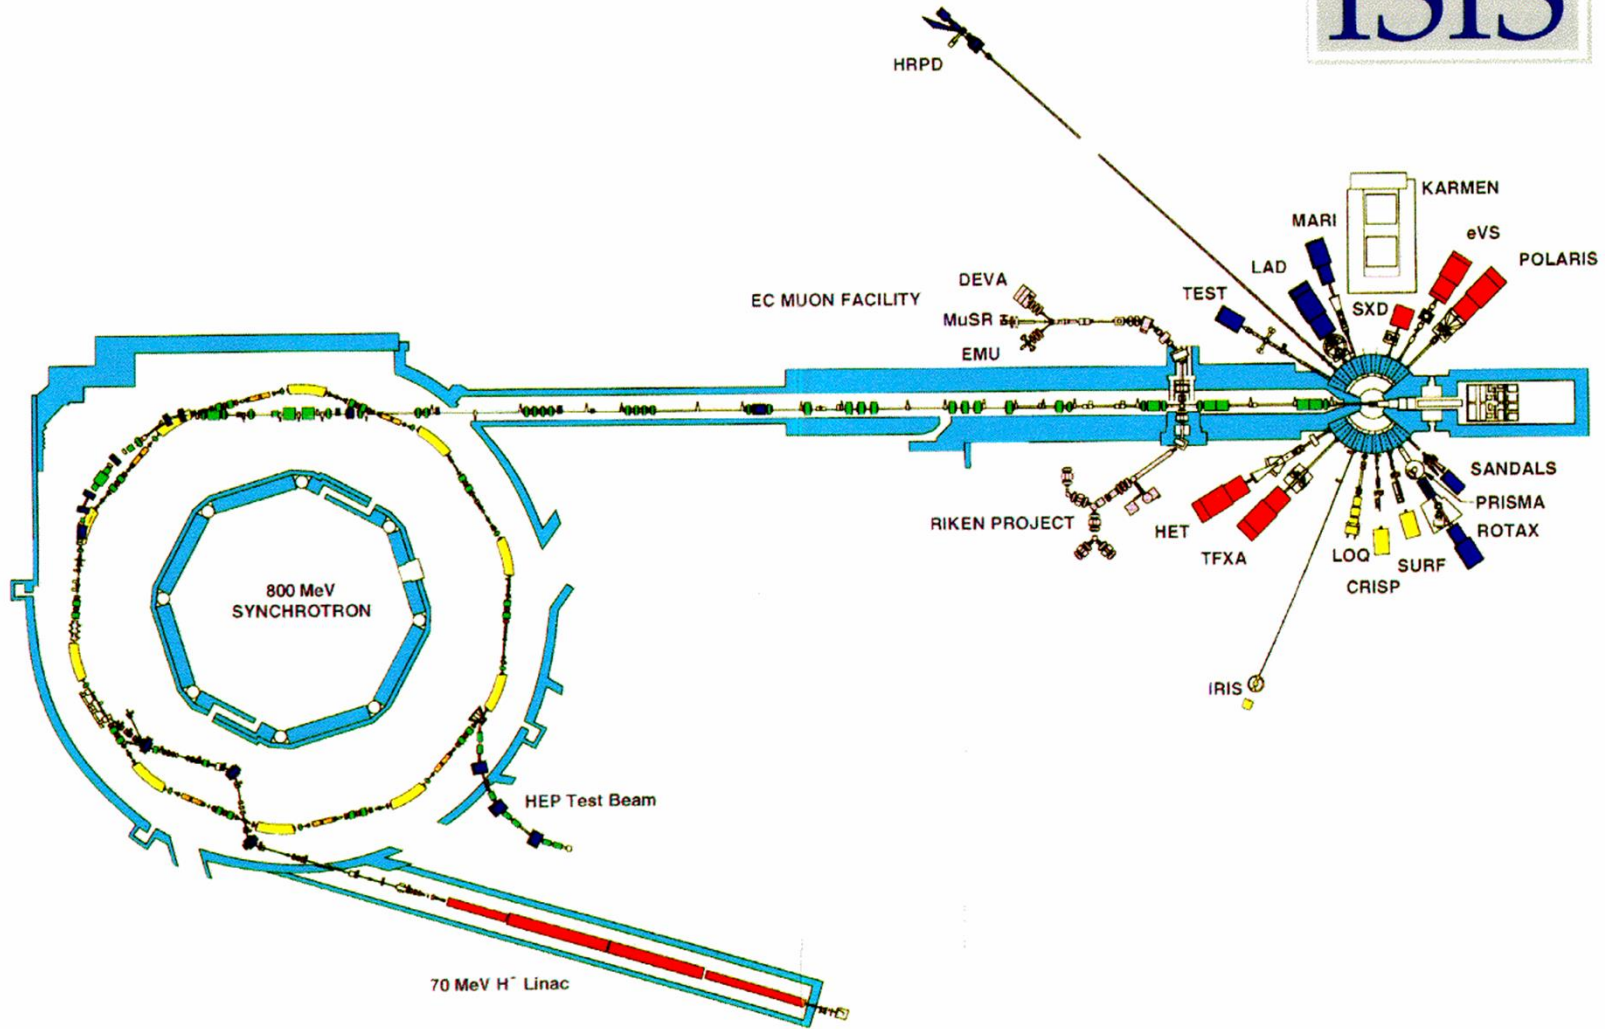 ISIS
HRPD
KARMEN
MARI
eVS
LAD
POLARIS
DEVA
TEST
EC MUON FACILITY
SXD
MuSR
EMU
SANDALS
PRISMA
RIKEN PROJECT
HET
ROTAX
TFXA
LOQ
SURF
CRISP
800 MeV
SYNCHROTRON
IRIS
HEP Test Beam
70 MeV H⁻ Linac